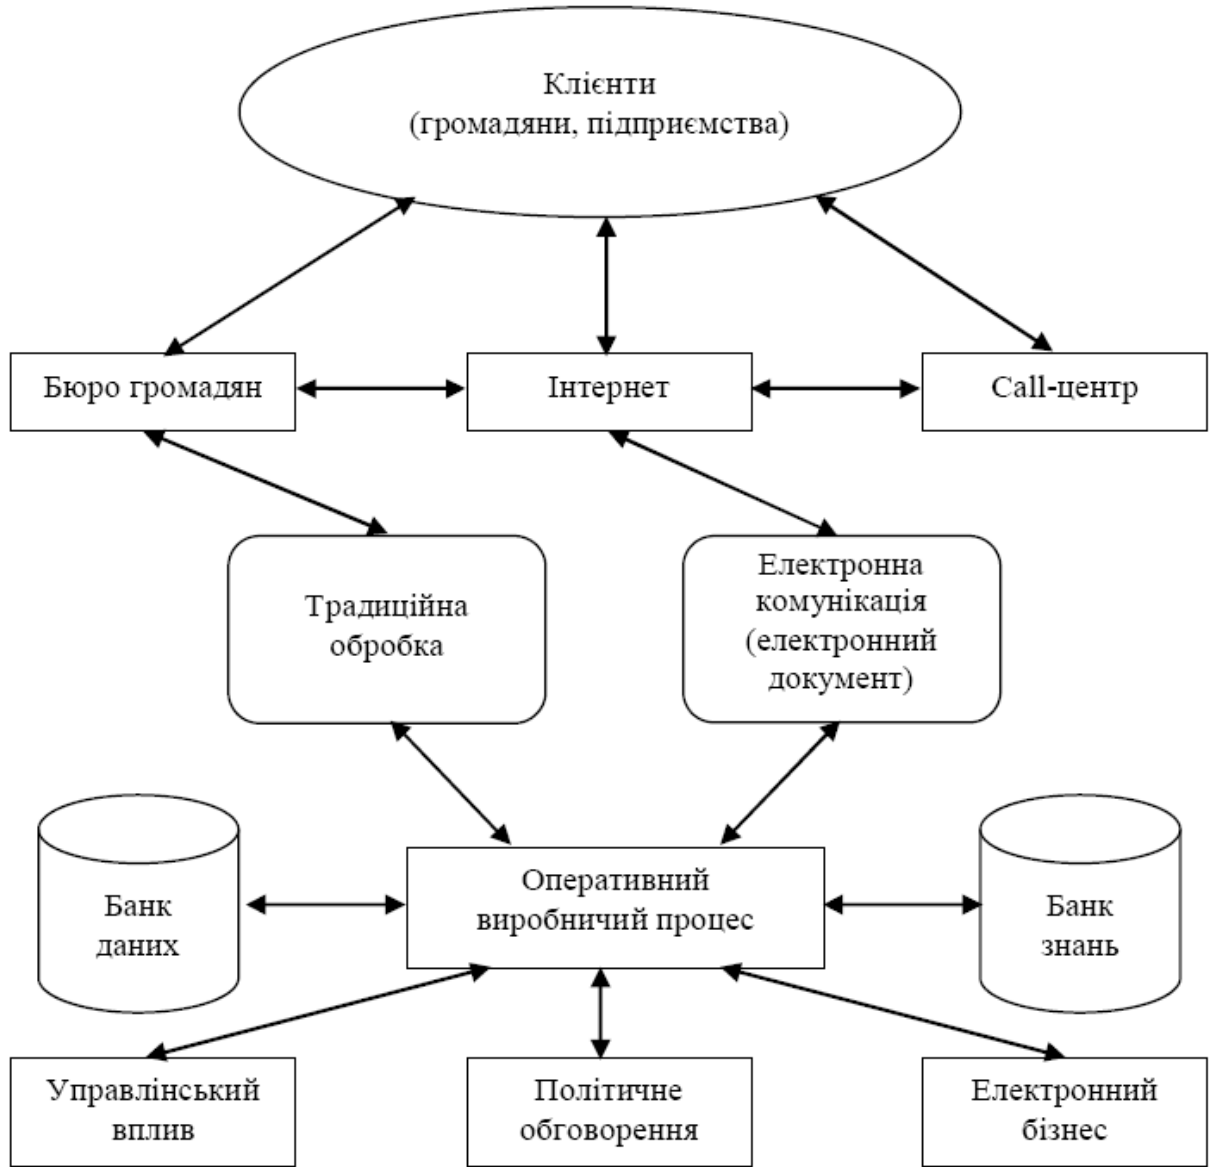 Клієнти
(громадяни, підприємства)
Бюро громадян
Інтернет
Call-центр
Традиційна
обробка
Електронна
комунікація
(електронний
документ)
Банк
даних
Оперативний
виробничий процес
Банк
знань
Управлінський
вплив
Політичне
обговорення
Електронний
бізнес